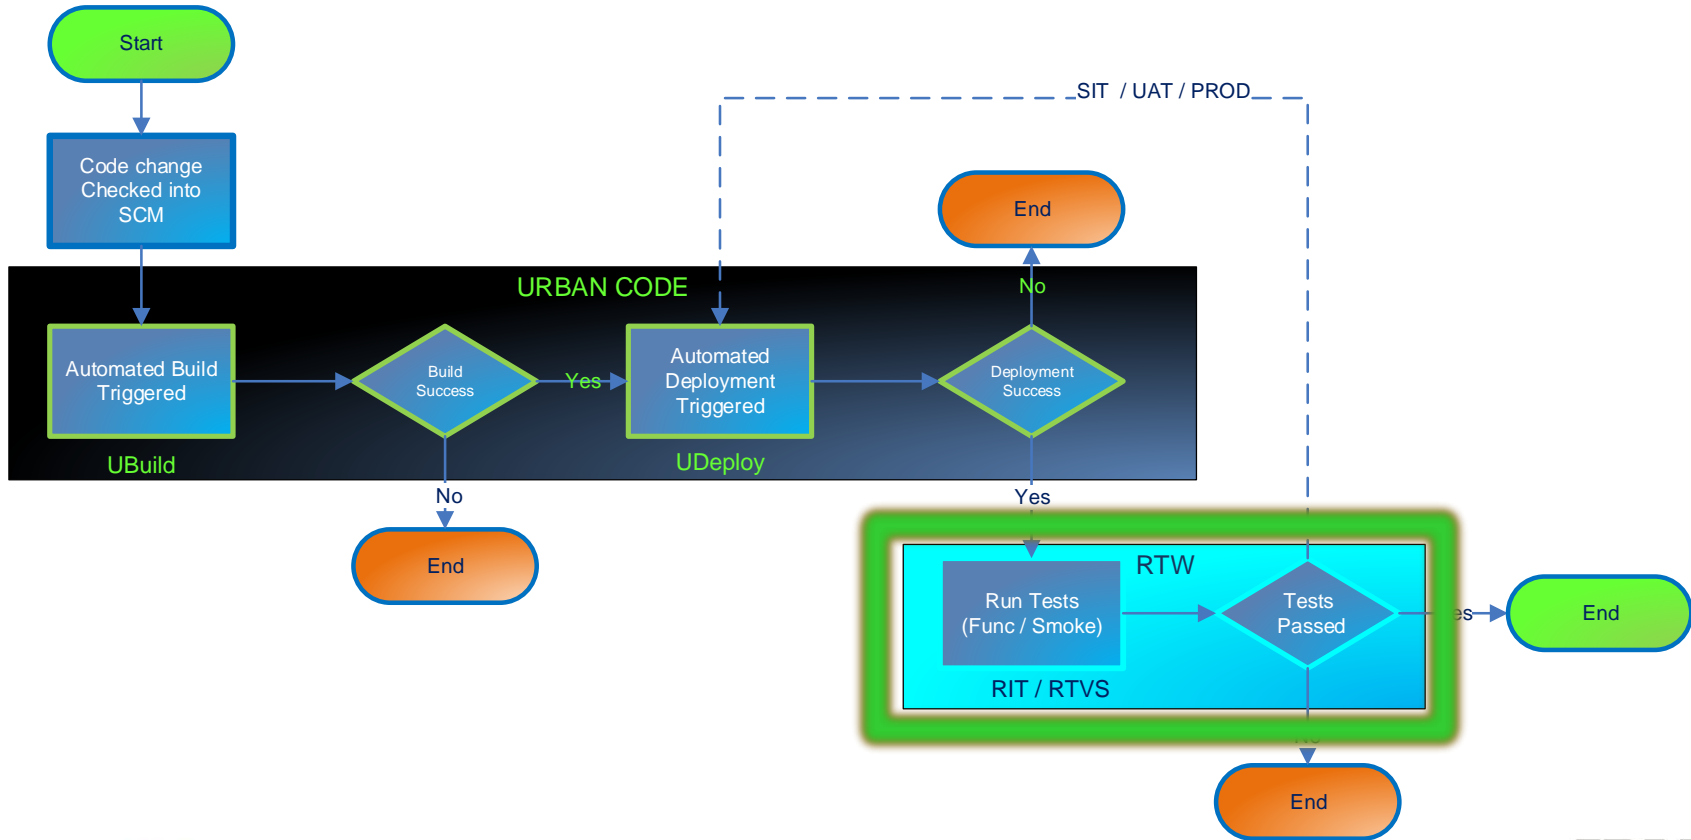 Start
SIT / UAT / PROD
Code change
Checked into
SCM
End
URBAN CODE
No
Automated Build
Triggered
Build
Success
Yes
Automated
Deployment
Triggered
Deployment
Success
UBuild
UDeploy
No
Yes
End
RTW
Run Tests
(Func / Smoke)
Tests
Passed
End
RIT / RTVS
End